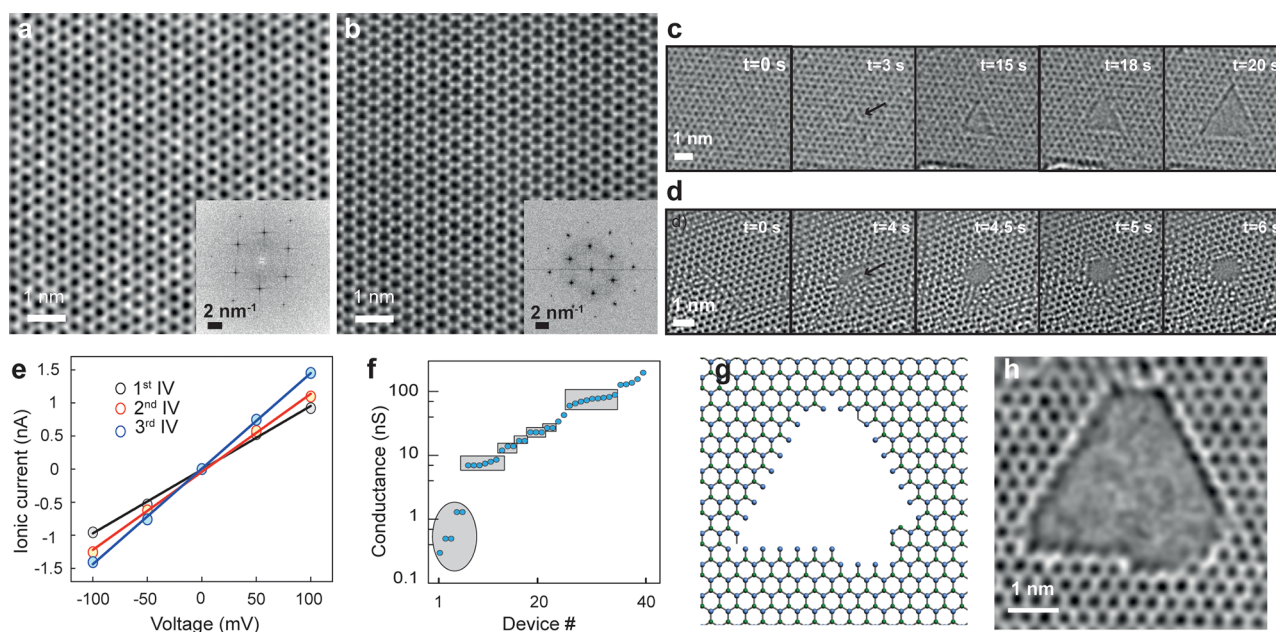 a
1 nm
2 nm-1
b
1 nm
2 nm-1
c
t=0 s
t=3 s
t=15 s
t=18 s
t=20 s
1 nm
d
d)
t=0 s
t=4 s
t=4.5 s
t=5 s
t=6 s
1 nm
e
1st IV
2nd IV
3rd IV
1.5
1
0.5
0
-0.5
-1
-1.5
Ionic current (nA)
-100 -50 0 50 100
Voltage (mV)
f
100
10
1
0.1
Conductance (nS)
1 20 40
Device #
g
h
1 nm